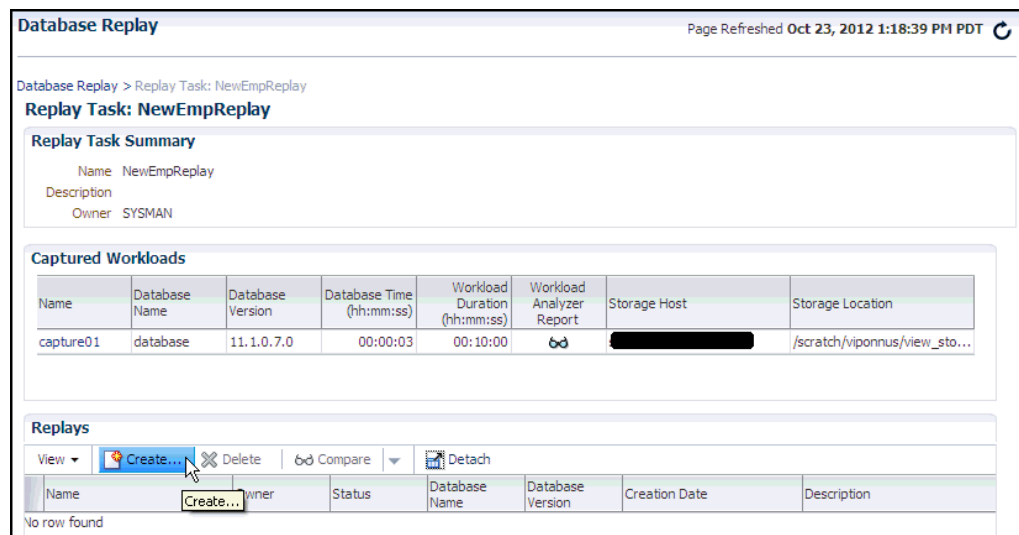 Database Replay
Page Refreshed Oct 23, 2012 1:18:39 PM PDT
Database Replay > Replay Task: NewEmpReplay
Replay Task: NewEmpReplay
Replay Task Summary
Name NewEmpReplay
Description
Owner SYSMAN
Captured Workloads
Name Database Name Database Version Database Time (hh:mm:ss) Workload Duration (hh:mm:ss) Workload Analyzer Report Storage Host Storage Location
capture01 database 11.1.0.7.0 00:00:03 00:10:00 /scratch/viponnus/view_sto...
Replays
View Create... Delete Compare Detach
Name Owner Status Database Name Database Version Creation Date Description
Create...
No row found